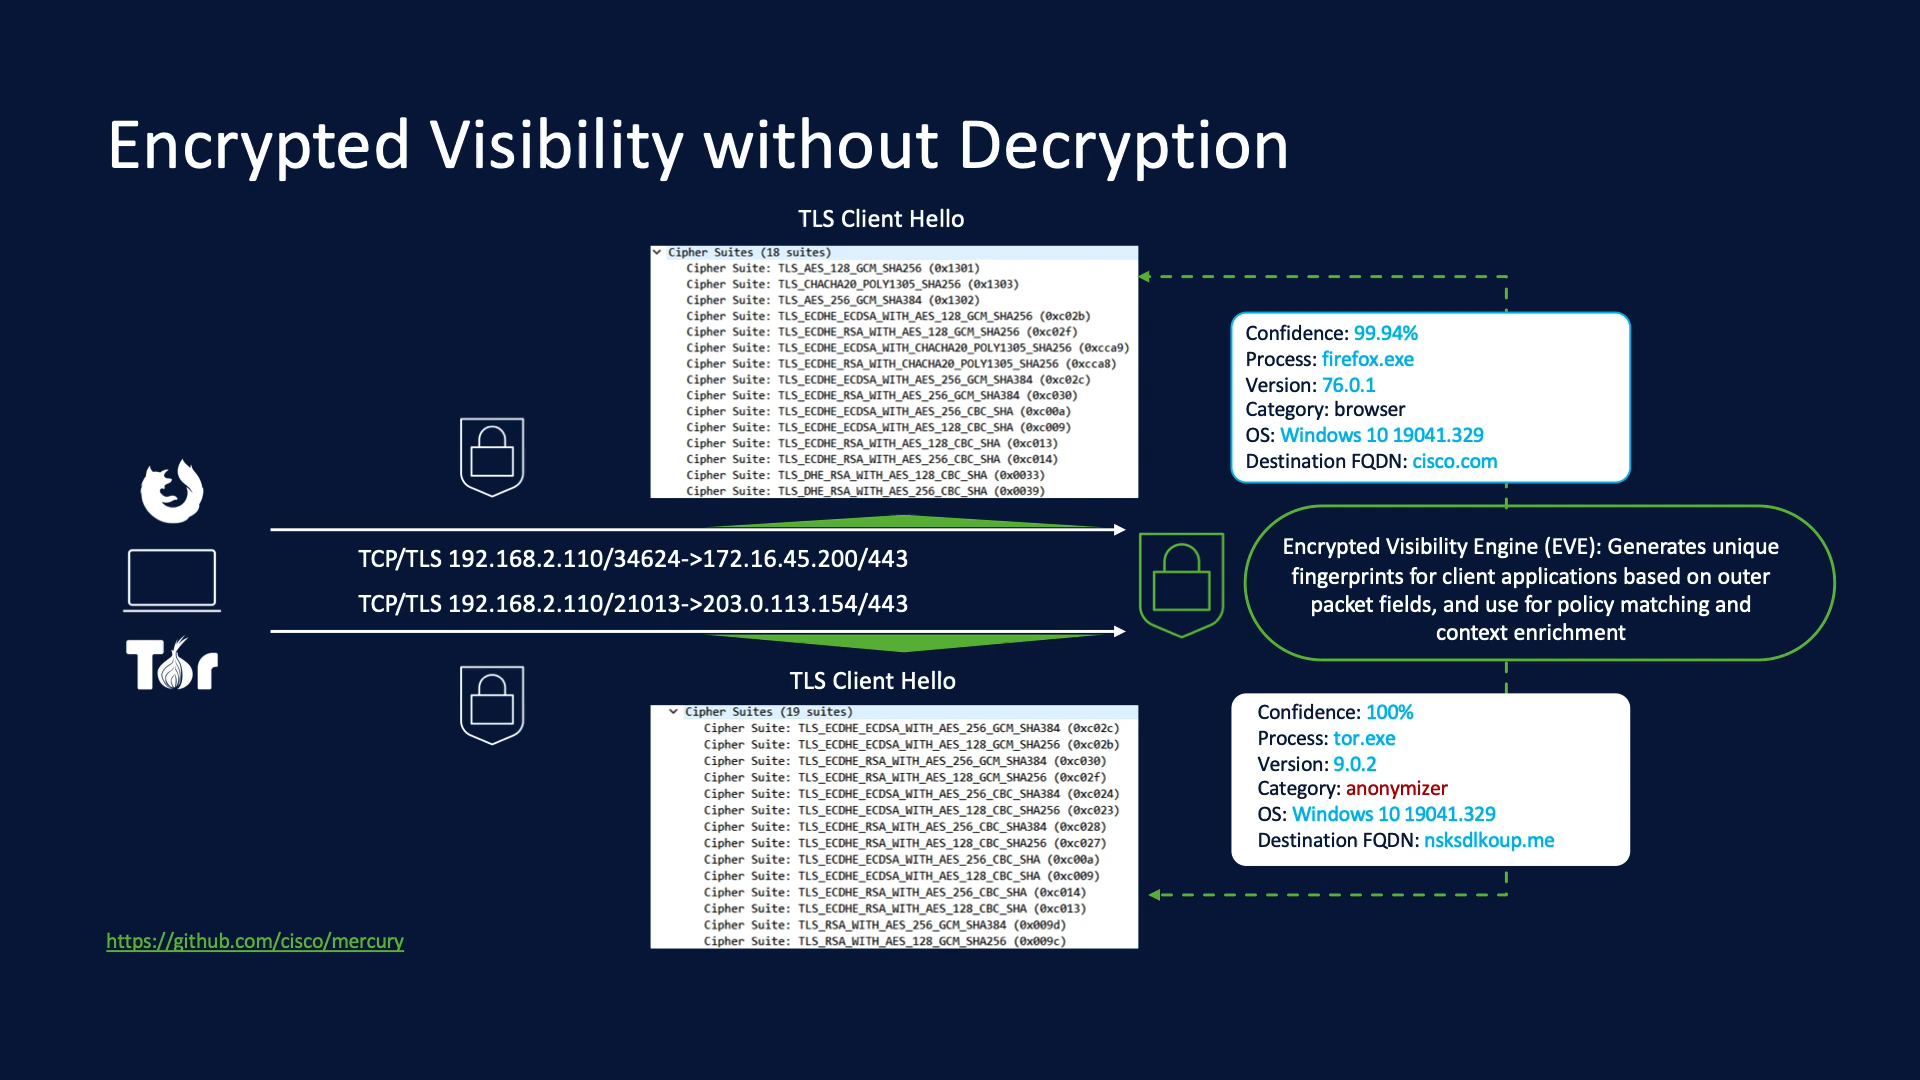 Encrypted Visibility without Decryption
TLS Client Hello
Cipher Suites (18 suites)
Cipher Suite: TLS_AES_128_GCM_SHA256 (0x1301)
Cipher Suite: TLS_CHACHA20_POLY1305_SHA256 (0x1303)
Cipher Suite: TLS_AES_256_GCM_SHA384 (0x1302)
Cipher Suite: TLS_ECDHE_ECDSA_WITH_AES_128_GCM_SHA256 (0xc02b)
Cipher Suite: TLS_ECDHE_RSA_WITH_AES_128_GCM_SHA256 (0xc02f)
Cipher Suite: TLS_ECDHE_ECDSA_WITH_CHACHA20_POLY1305_SHA256 (0xcca9)
Cipher Suite: TLS_ECDHE_RSA_WITH_CHACHA20_POLY1305_SHA256 (0xcca8)
Cipher Suite: TLS_ECDHE_ECDSA_WITH_AES_256_GCM_SHA384 (0xc02c)
Cipher Suite: TLS_ECDHE_RSA_WITH_AES_256_GCM_SHA384 (0xc030)
Cipher Suite: TLS_ECDHE_ECDSA_WITH_AES_256_CBC_SHA (0xc00a)
Cipher Suite: TLS_ECDHE_ECDSA_WITH_AES_128_CBC_SHA (0xc009)
Cipher Suite: TLS_ECDHE_RSA_WITH_AES_128_CBC_SHA (0xc013)
Cipher Suite: TLS_ECDHE_RSA_WITH_AES_256_CBC_SHA (0xc014)
Cipher Suite: TLS_DHE_RSA_WITH_AES_128_CBC_SHA (0x0033)
Cipher Suite: TLS_DHE_RSA_WITH_AES_256_CBC_SHA (0x0039)
Confidence: 99.94%
Process: firefox.exe
Version: 76.0.1
Category: browser
OS: Windows 10 19041.329
Destination FQDN: cisco.com
TCP/TLS 192.168.2.110/34624->172.16.45.200/443
TCP/TLS 192.168.2.110/21013->203.0.113.154/443
Encrypted Visibility Engine (EVE): Generates unique
fingerprints for client applications based on outer
packet fields, and use for policy matching and
context enrichment
Tor
TLS Client Hello
Cipher Suites (19 suites)
Cipher Suite: TLS_ECDHE_ECDSA_WITH_AES_256_GCM_SHA384 (0xc02c)
Cipher Suite: TLS_ECDHE_ECDSA_WITH_AES_128_GCM_SHA256 (0xc02b)
Cipher Suite: TLS_ECDHE_RSA_WITH_AES_256_GCM_SHA384 (0xc030)
Cipher Suite: TLS_ECDHE_RSA_WITH_AES_128_GCM_SHA256 (0xc02f)
Cipher Suite: TLS_ECDHE_ECDSA_WITH_AES_256_CBC_SHA384 (0xc024)
Cipher Suite: TLS_ECDHE_ECDSA_WITH_AES_128_CBC_SHA256 (0xc023)
Cipher Suite: TLS_ECDHE_RSA_WITH_AES_256_CBC_SHA384 (0xc028)
Cipher Suite: TLS_ECDHE_RSA_WITH_AES_128_CBC_SHA256 (0xc027)
Cipher Suite: TLS_ECDHE_ECDSA_WITH_AES_256_CBC_SHA (0xc00a)
Cipher Suite: TLS_ECDHE_ECDSA_WITH_AES_128_CBC_SHA (0xc009)
Cipher Suite: TLS_ECDHE_RSA_WITH_AES_256_CBC_SHA (0xc014)
Cipher Suite: TLS_ECDHE_RSA_WITH_AES_128_CBC_SHA (0xc013)
Cipher Suite: TLS_RSA_WITH_AES_256_GCM_SHA384 (0x009d)
Cipher Suite: TLS_RSA_WITH_AES_128_GCM_SHA256 (0x009c)
Confidence: 100%
Process: tor.exe
Version: 9.0.2
Category: anonymizer
OS: Windows 10 19041.329
Destination FQDN: nsksdlkoup.me
https://github.com/cisco/mercury